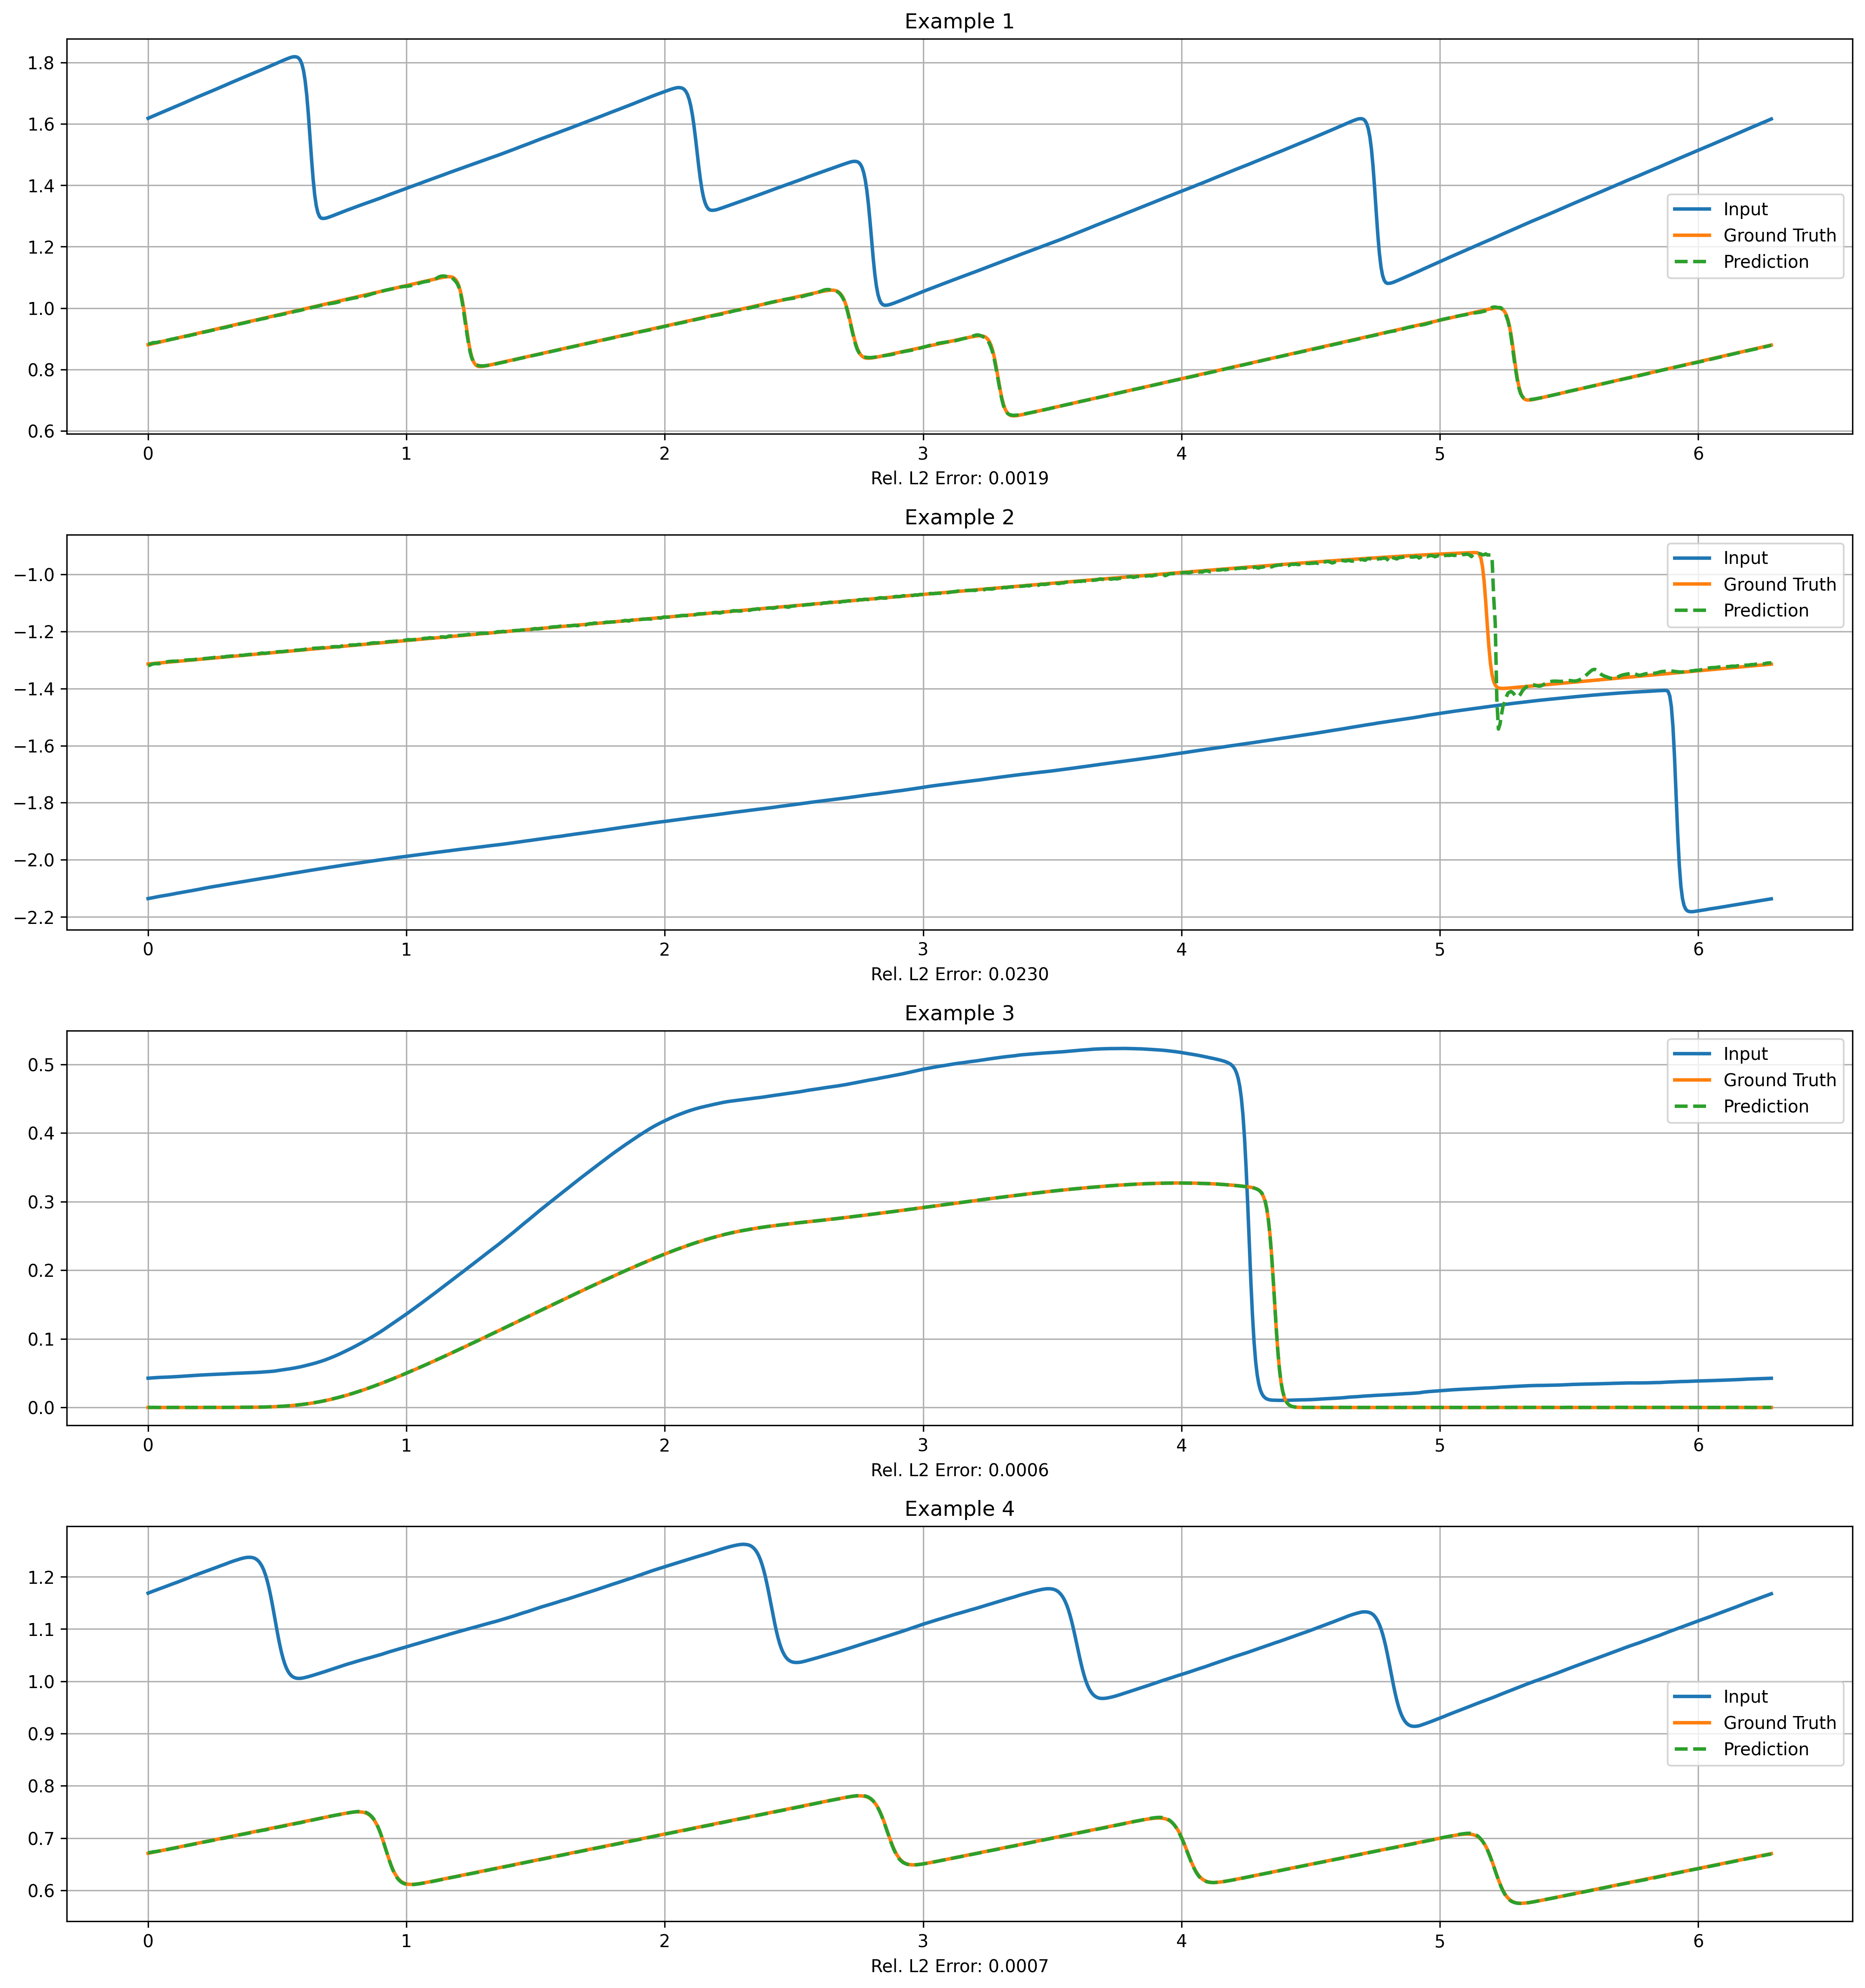 Example 1
1.8
1.6
1.4
1.2
1.0
0.8
0.6
Input
Ground Truth
Prediction
0 1 2 3 4 5 6
Rel. L2 Error: 0.0019
Example 2
−1.0
−1.2
−1.4
−1.6
−1.8
−2.0
−2.2
Input
Ground Truth
Prediction
0 1 2 3 4 5 6
Rel. L2 Error: 0.0230
Example 3
0.5
0.4
0.3
0.2
0.1
0.0
Input
Ground Truth
Prediction
0 1 2 3 4 5 6
Rel. L2 Error: 0.0006
Example 4
1.2
1.1
1.0
0.9
0.8
0.7
0.6
Input
Ground Truth
Prediction
0 1 2 3 4 5 6
Rel. L2 Error: 0.0007